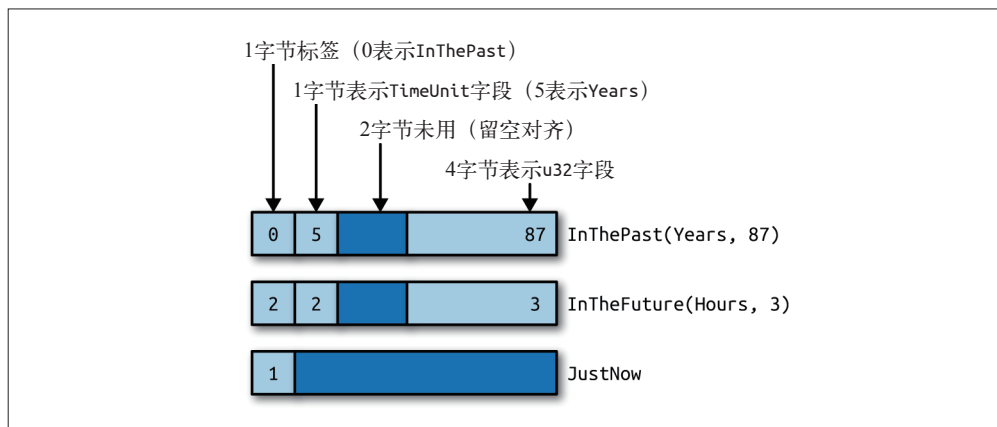 1字节标签（0表示InThePast）
1字节表示TimeUnit字段（5表示Years）
2字节未用（留空对齐）
4字节表示u32字段
0 5 87 InThePast(Years, 87)
2 2 3 InTheFuture(Hours, 3)
1 JustNow